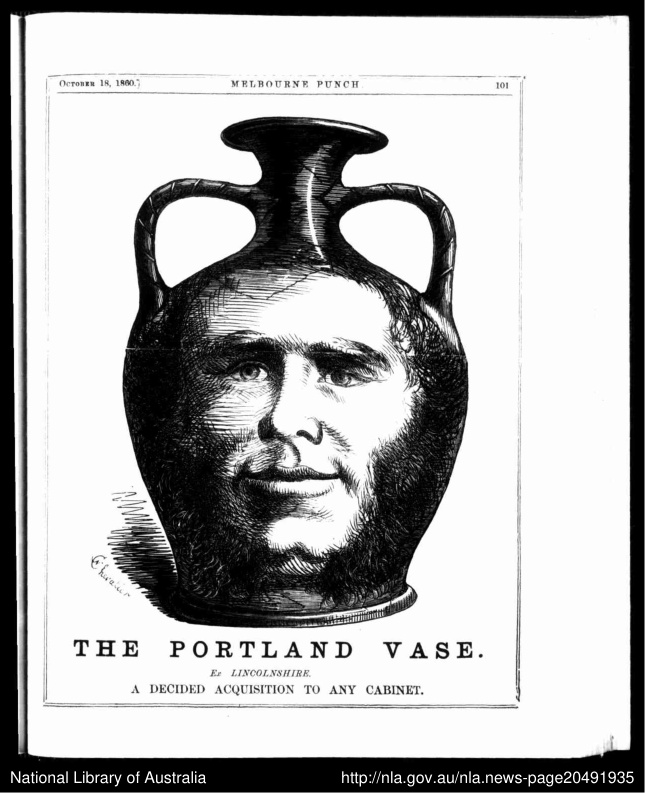 OCTOBER 18, 1860.]
MELBOURNE PUNCH.
101
Chevalier
THE PORTLAND VASE.
Ex LINCOLNSHIRE.
A DECIDED ACQUISITION TO ANY CABINET.
National Library of Australia
http://nla.gov.au/nla.news-page20491935